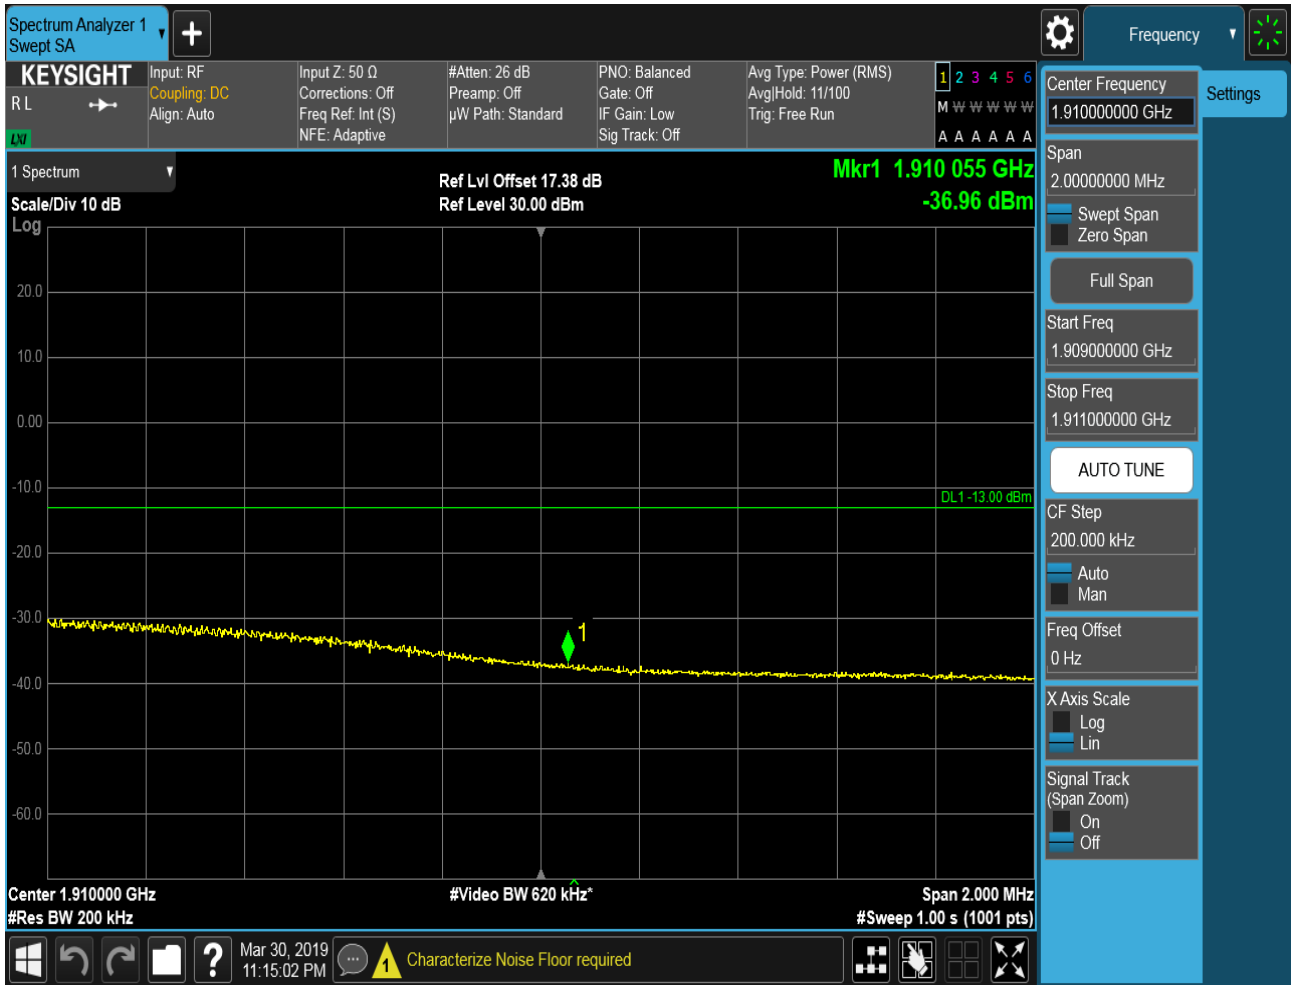 Spectrum Analyzer 1
Swept SA
+
Frequency
KEYSIGHT
R L
LXI
Input: RF
Coupling: DC
Align: Auto
Input Z: 50 Ω
Corrections: Off
Freq Ref: Int (S)
NFE: Adaptive
#Atten: 26 dB
Preamp: Off
µW Path: Standard
PNO: Balanced
Gate: Off
IF Gain: Low
Sig Track: Off
Avg Type: Power (RMS)
Avg|Hold: 11/100
Trig: Free Run
1 2 3 4 5 6
M W W W W W
A A A A A A
1 Spectrum
Scale/Div 10 dB
Log
Ref Lvl Offset 17.38 dB
Ref Level 30.00 dBm
Mkr1 1.910 055 GHz
-36.96 dBm
20.0
10.0
0.00
-10.0
DL1 -13.00 dBm
-20.0
-30.0
1
-40.0
-50.0
-60.0
Center 1.910000 GHz
#Res BW 200 kHz
#Video BW 620 kHz*
Span 2.000 MHz
#Sweep 1.00 s (1001 pts)
?
Mar 30, 2019
11:15:02 PM
1
Characterize Noise Floor required
Center Frequency
1.910000000 GHz
Settings
Span
2.00000000 MHz
Swept Span
Zero Span
Full Span
Start Freq
1.909000000 GHz
Stop Freq
1.911000000 GHz
AUTO TUNE
CF Step
200.000 kHz
Auto
Man
Freq Offset
0 Hz
X Axis Scale
Log
Lin
Signal Track
(Span Zoom)
On
Off